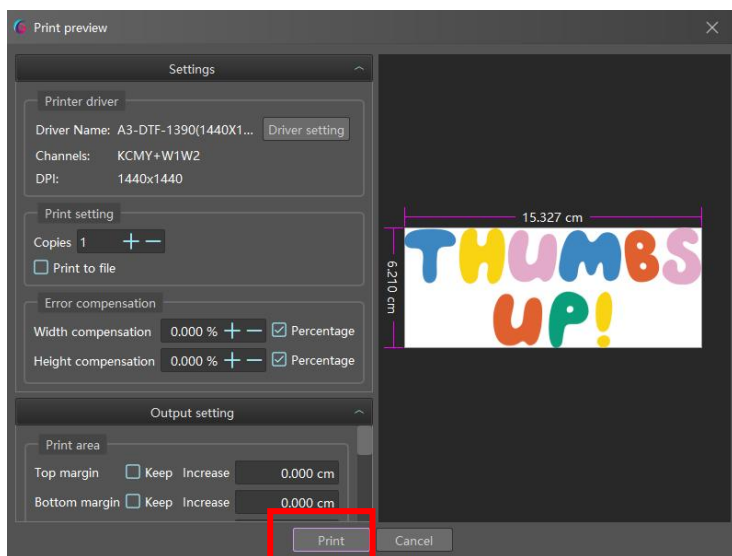 Print preview
Settings
Printer driver
Driver Name: A3-DTF-1390(1440X1... Driver setting
Channels: KCMY+W1W2
DPI: 1440x1440
Print setting
Copies 1
Print to file
Error compensation
Width compensation 0.000 % Percentage
Height compensation 0.000 % Percentage
Output setting
Print area
Top margin Keep Increase 0.000 cm
Bottom margin Keep Increase 0.000 cm
Print Cancel
15.327 cm
6.210 cm
THUMBS
UP!